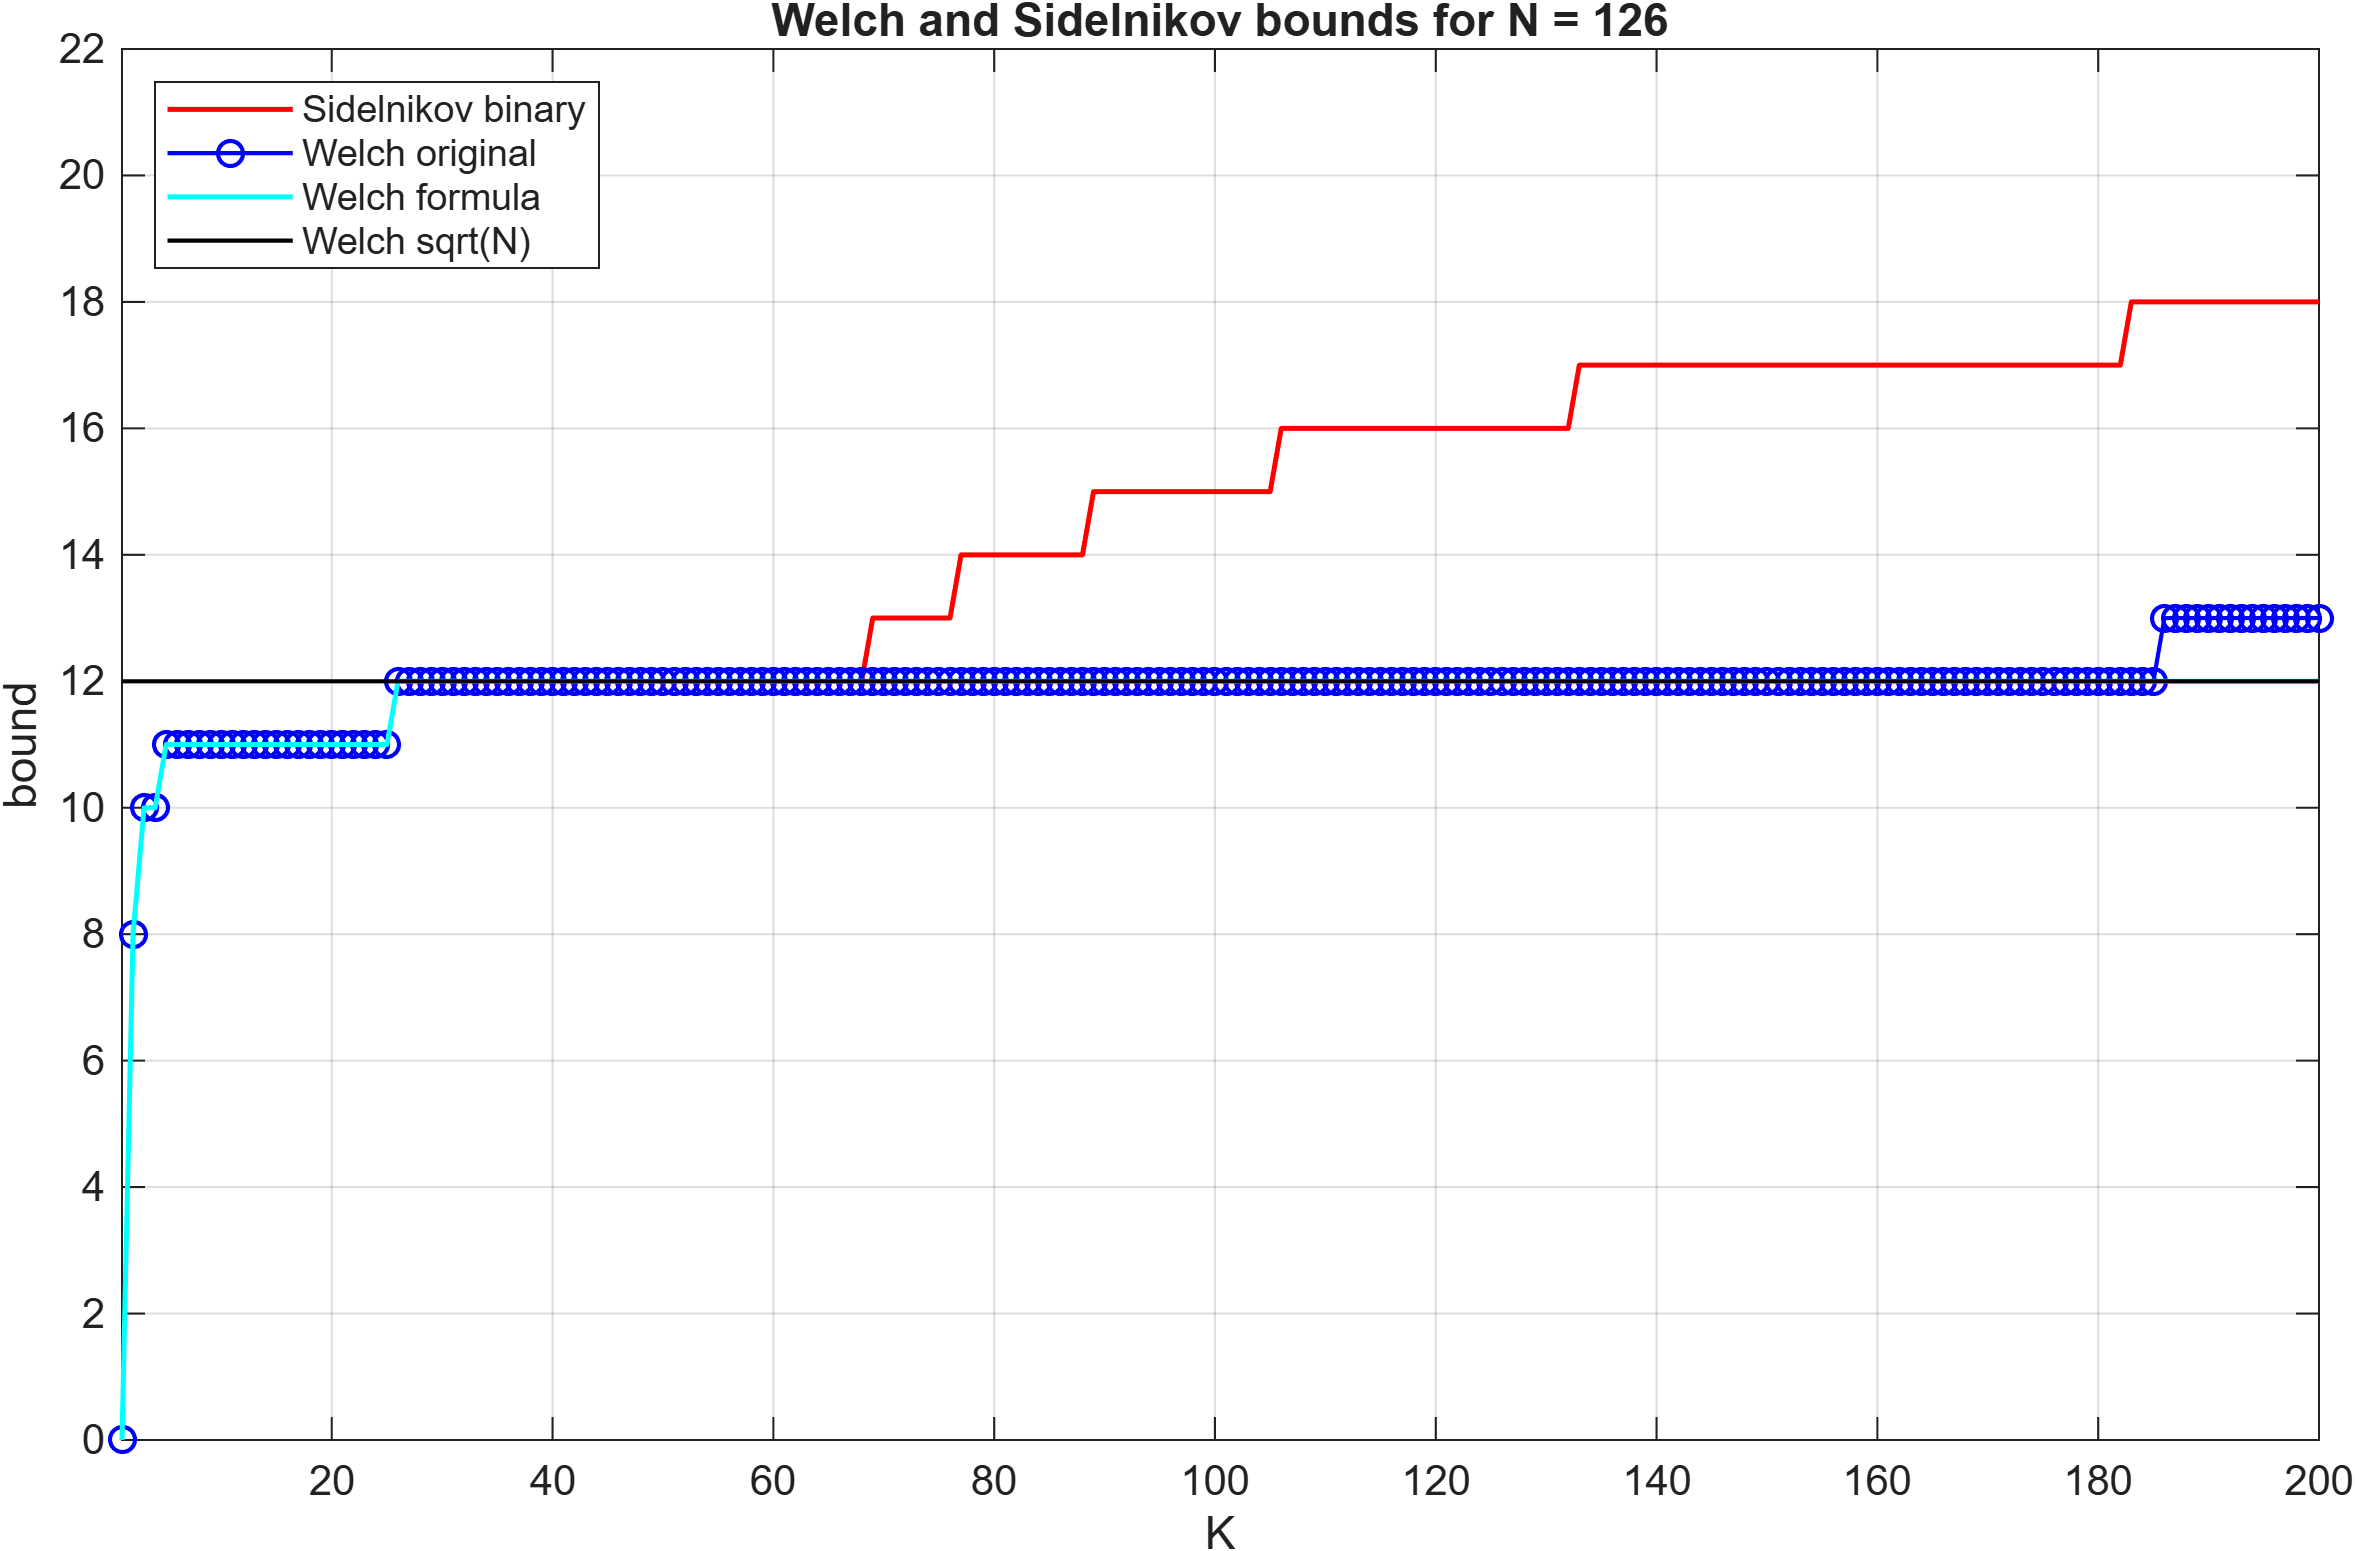 Welch and Sidelnikov bounds for N = 126
22
20
18
16
14
12
10
8
6
4
2
0
bound
Sidelnikov binary
Welch original
Welch formula
Welch sqrt(N)
20 40 60 80 100 120 140 160 180 200
K